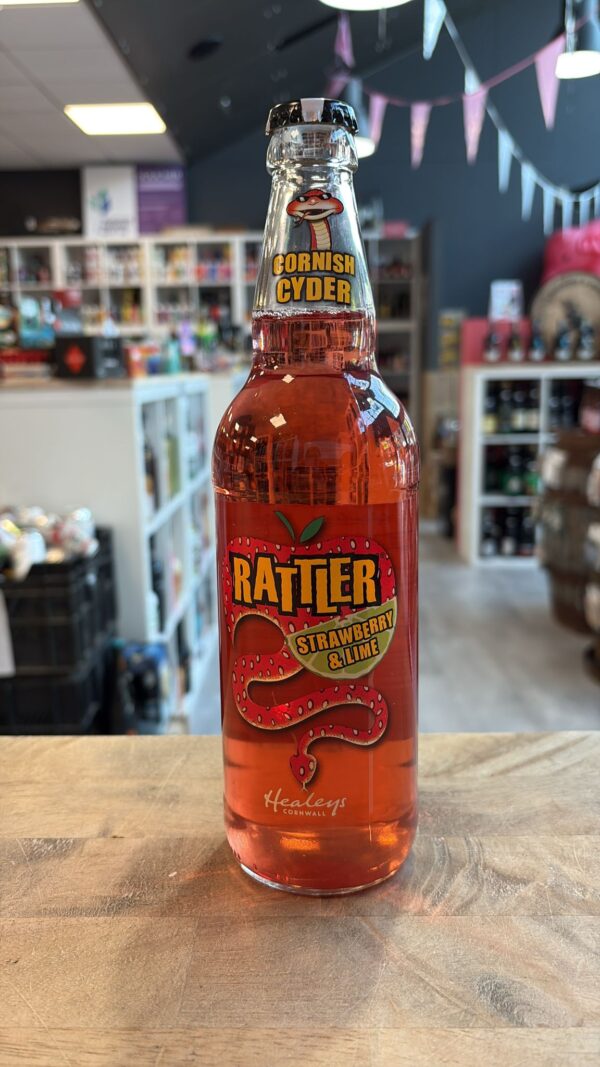 CORNISH
CYDER
RATTLER
STRAWBERRY
& LIME
Healeys
CORNWALL